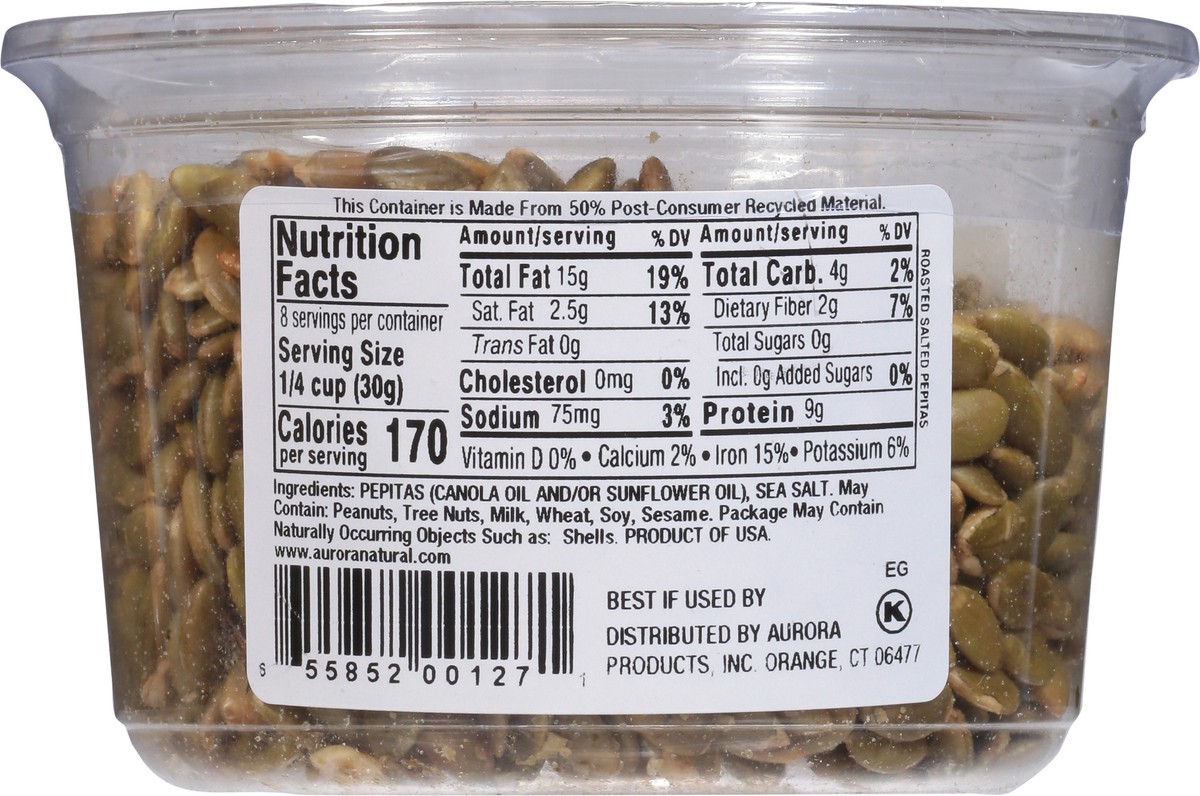 This Container is Made From 50% Post-Consumer Recycled Material.
Nutrition
Facts
8 servings per container
Serving Size
1/4 cup (30g)
Calories
per serving
170
Amount/serving % DV
Total Fat 15g 19%
Sat. Fat 2.5g 13%
Trans Fat 0g
Cholesterol 0mg 0%
Sodium 75mg 3%
Amount/serving % DV
Total Carb. 4g 2%
Dietary Fiber 2g 7%
Total Sugars 0g
Incl. 0g Added Sugars 0%
Protein 9g
Vitamin D 0% • Calcium 2% • Iron 15% • Potassium 6%
ROASTED SALTED PEPITAS
Ingredients: PEPITAS (CANOLA OIL AND/OR SUNFLOWER OIL), SEA SALT. May
Contain: Peanuts, Tree Nuts, Milk, Wheat, Soy, Sesame. Package May Contain
Naturally Occurring Objects Such as: Shells. PRODUCT OF USA.
www.auroranatural.com
6 55852 00127 1
EG
K
BEST IF USED BY
DISTRIBUTED BY AURORA
PRODUCTS, INC. ORANGE, CT 06477